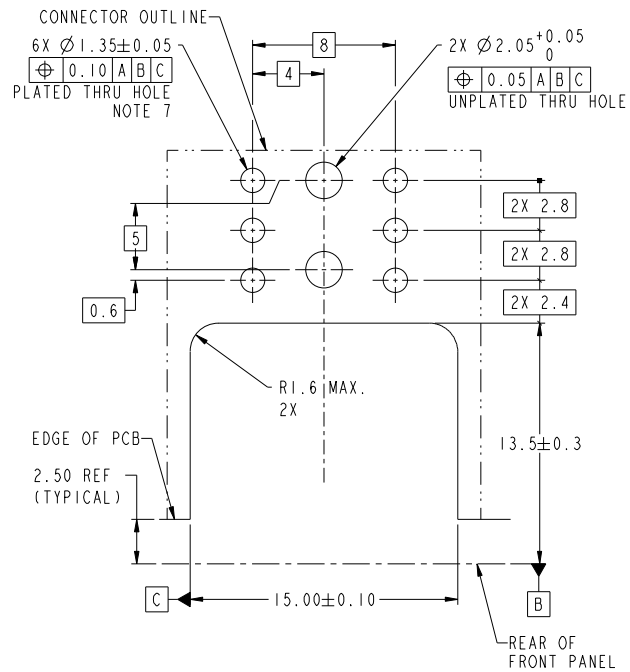 CONNECTOR OUTLINE
6X Ø1.35±0.05
⌖ 0.10 A B C
PLATED THRU HOLE
NOTE 7
8
4
2X Ø2.05 +0.05
0
⌖ 0.05 A B C
UNPLATED THRU HOLE
2X 2.8
5
2X 2.8
0.6
2X 2.4
R1.6 MAX.
2X
EDGE OF PCB
13.5±0.3
2.50 REF
(TYPICAL)
C
15.00±0.10
B
REAR OF
FRONT PANEL